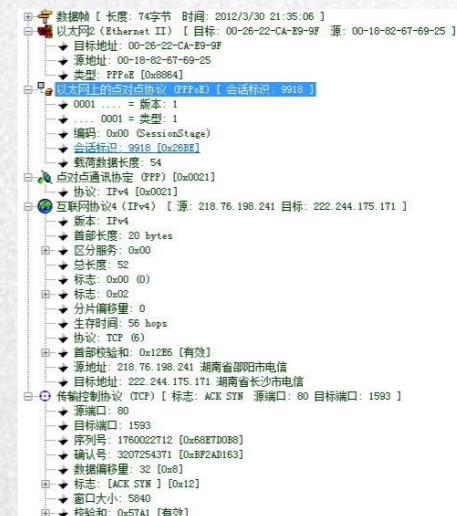 数据帧 [ 长度: 74字节 时间: 2012/3/30 21:35:06 ]
以太网2 (Ethernet II) [ 目标: 00-26-22-CA-E9-9F 源: 00-18-82-67-69-25 ]
目标地址: 00-26-22-CA-E9-9F
源地址: 00-18-82-67-69-25
类型: PPPoE [0x8864]
以太网上的点对点协议 (PPPoE) [ 会话标识: 9918 ]
0001 .... = 版本: 1
.... 0001 = 类型: 1
编码: 0x00 (SessionStage)
会话标识: 9918 [0x26BE]
载荷数据长度: 54
点对点通讯协定 (PPP) [0x0021]
协议: IPv4 [0x0021]
互联网协议4 (IPv4) [ 源: 218.76.198.241 目标: 222.244.175.171 ]
版本: IPv4
首部长度: 20 bytes
区分服务: 0x00
总长度: 52
标志: 0x00 (0)
标志: 0x02
分片偏移量: 0
生存时间: 56 hops
协议: TCP (6)
首部校验和: 0x12E6 [有效]
源地址: 218.76.198.241 湖南省邵阳市电信
目标地址: 222.244.175.171 湖南省长沙市电信
传输控制协议 (TCP) [ 标志: ACK SYN 源端口: 80 目标端口: 1593 ]
源端口: 80
目标端口: 1593
序列号: 1760022712 [0x68E7D0B8]
确认号: 3207254371 [0xBF2AD163]
数据偏移量: 32 [0x8]
标志: [ACK SYN ] [0x12]
窗口大小: 5840
校验和: 0x57A1 [有效]